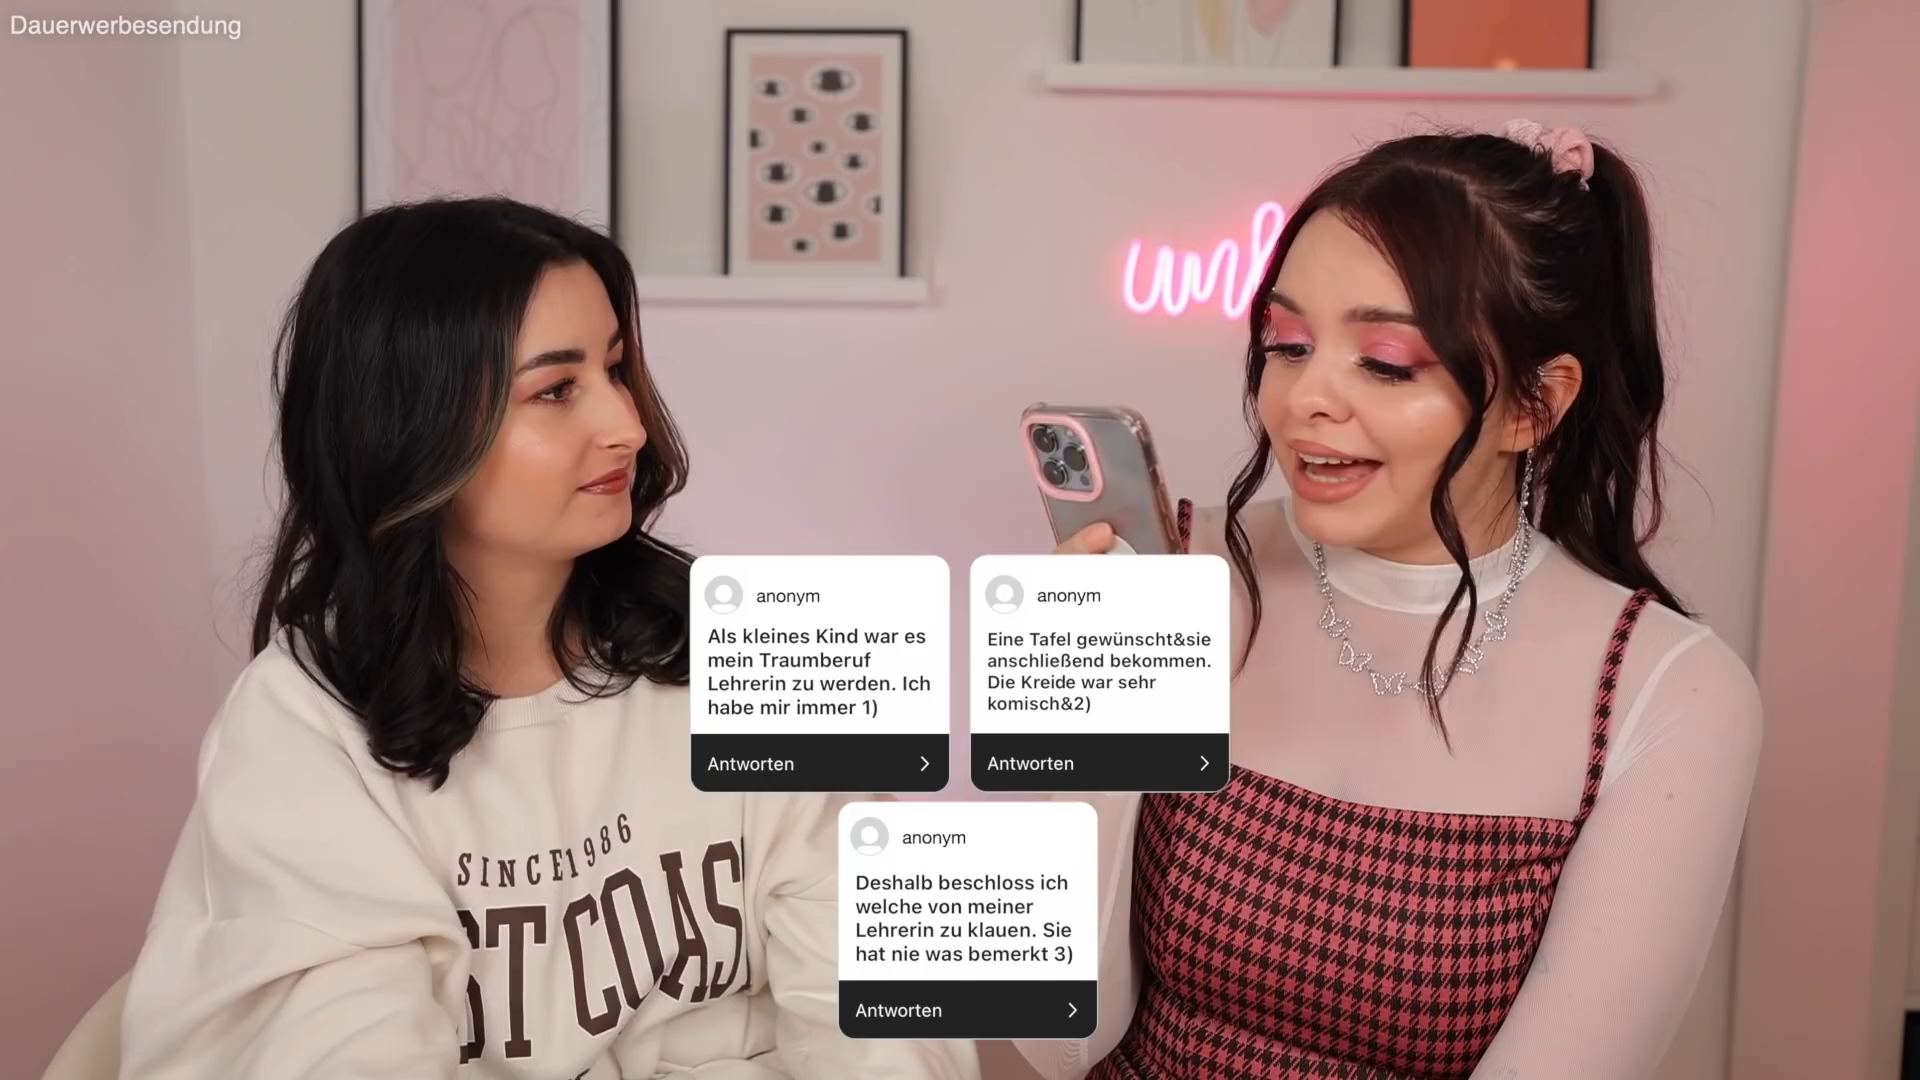 Dauerwerbesendung
anonym
Als kleines Kind war es
mein Traumberuf
Lehrerin zu werden. Ich
habe mir immer 1)
Antworten
anonym
Eine Tafel gewünscht&sie
anschließend bekommen.
Die Kreide war sehr
komisch&2)
Antworten
anonym
Deshalb beschloss ich
welche von meiner
Lehrerin zu klauen. Sie
hat nie was bemerkt 3)
Antworten
SINCE 1986
COAS